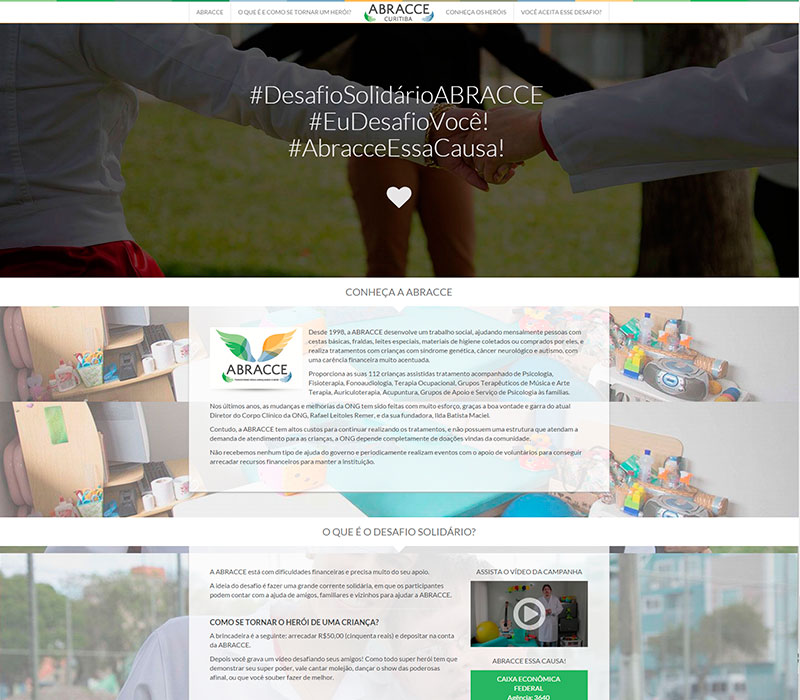 ABRACCE
O QUE É E COMO SE TORNAR UM HERÓI?
ABRACCE
CURITIBA
CONHEÇA OS HERÓIS
VOCÊ ACEITA ESSE DESAFIO?
#DesafioSolidárioABRACCE
#EuDesafioVocê!
#AbracceEssaCausa!
CONHEÇA A ABRACCE
ABRACCE
Desde 1998, a ABRACCE desenvolve um trabalho social, ajudando mensalmente pessoas com
cestas básicas, fraldas, leites especiais, materiais de higiene coletados ou comprados por eles, e
realiza tratamentos com crianças com síndrome genética, câncer neurológico e autismo, com
uma carência financeira muito acentuada.
Proporciona as suas 112 crianças assistidas tratamento acompanhado de Psicologia,
Fisioterapia, Fonoaudiologia, Terapia Ocupacional, Grupos Terapêuticos de Música e Arte
Terapia, Auriculoterapia, Acupuntura, Grupos de Apoio e Serviço de Psicologia às famílias.
Nos últimos anos, as mudanças e melhorias da ONG tem sido feitas com muito esforço, graças a boa vontade e garra do atual
Diretor do Corpo Clínico da ONG, Rafael Leitoles Remer, e da sua fundadora, Ilda Batista Maciel.
Contudo, a ABRACCE tem altos custos para continuar realizando os tratamentos, e não possuem uma estrutura que atendam a
demanda de atendimento para as crianças, a ONG depende completamente de doações vindas da comunidade.
Não recebemos nenhum tipo de ajuda do governo e periodicamente realizam eventos com o apoio de voluntários para conseguir
arrecadar recursos financeiros para manter a instituição.
O QUE É O DESAFIO SOLIDÁRIO?
A ABRACCE está com dificuldades financeiras e precisa muito do seu apoio.
A ideia do desafio é fazer uma grande corrente solidária, em que os participantes
podem contar com a ajuda de amigos, familiares e vizinhos para ajudar a ABRACCE.
COMO SE TORNAR O HERÓI DE UMA CRIANÇA?
A brincadeira é a seguinte: arrecadar R$50,00 (cinquenta reais) e depositar na conta
da ABRACCE.
Depois você grava um vídeo desafiando seus amigos! Como todo super herói tem que
demonstrar seu super poder, vale cantar molejão, dançar o show das poderosas
afinal, ou que você souber fazer de melhor.
ASSISTA O VÍDEO DA CAMPANHA
ABRACCE ESSA CAUSA!
CAIXA ECONÔMICA
FEDERAL
Agência: 3640